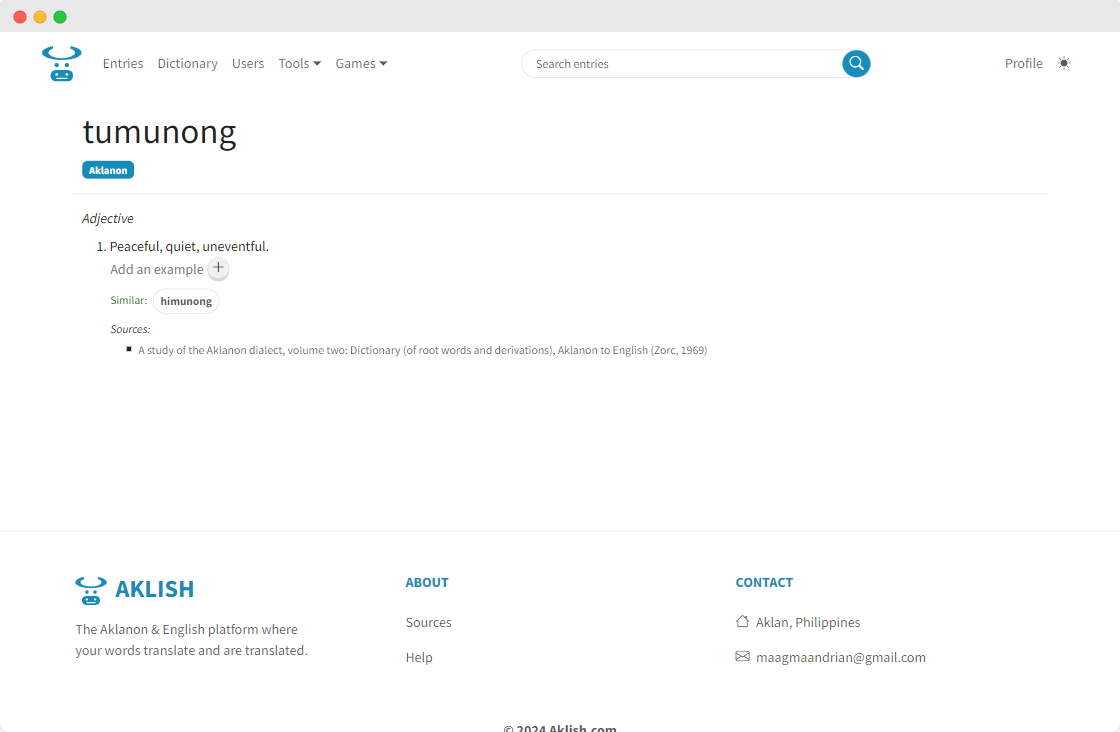 Entries Dictionary Users Tools Games Search entries Profile
tumunong
Aklanon
Adjective
1. Peaceful, quiet, uneventful.
Add an example +
Similar: himunong
Sources:
A study of the Aklanon dialect, volume two: Dictionary (of root words and derivations), Aklanon to English (Zorc, 1969)
AKLISH
The Aklanon & English platform where
your words translate and are translated.
ABOUT
Sources
Help
CONTACT
Aklan, Philippines
maagmaandrian@gmail.com
© 2024 Aklish.com